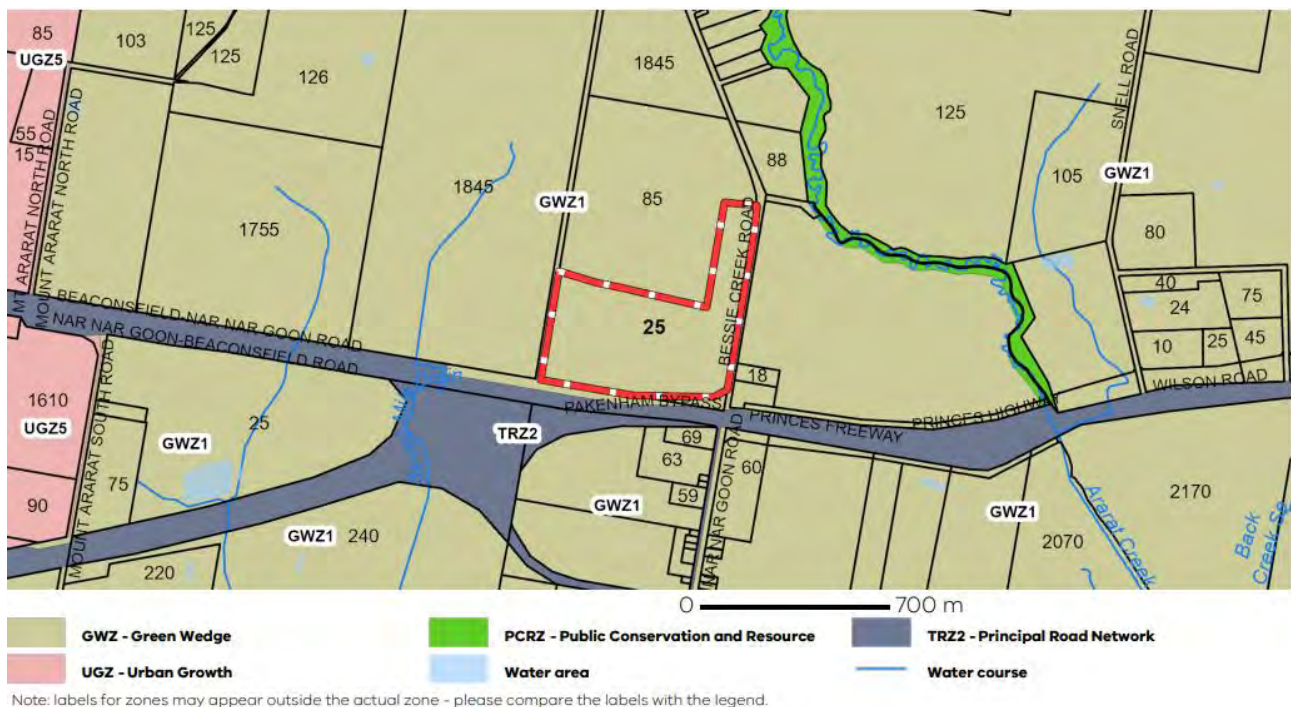 85
103
125
125
UGZ5
126
1845
SNELL ROAD
125
MT ARARAT NORTH ROAD
MOUNT ARARAT NORTH ROAD
55
15
88
105
GWZ1
1845
GWZ1
85
1755
80
BESSIE CREEK ROAD
40
24
75
BEACONSFIELD-NAR NAR GOON ROAD
NAR NAR GOON-BEACONSFIELD ROAD
25
10
25
45
18
WILSON ROAD
1610
UGZ5
MOUNT ARARAT SOUTH ROAD
PAKENHAM BYPASS
PRINCES FREEWAY
PRINCES HIGHWAY
25
TRZ2
69
GWZ1
63
60
75
59
NAR NAR GOON ROAD
90
GWZ1
GWZ1
2170
GWZ1
240
Ararat Creek
Back
Creek Se
2070
220
0 700 m
GWZ - Green Wedge
PCRZ - Public Conservation and Resource
TRZ2 - Principal Road Network
UGZ - Urban Growth
Water area
Water course
Note: labels for zones may appear outside the actual zone - please compare the labels with the legend.